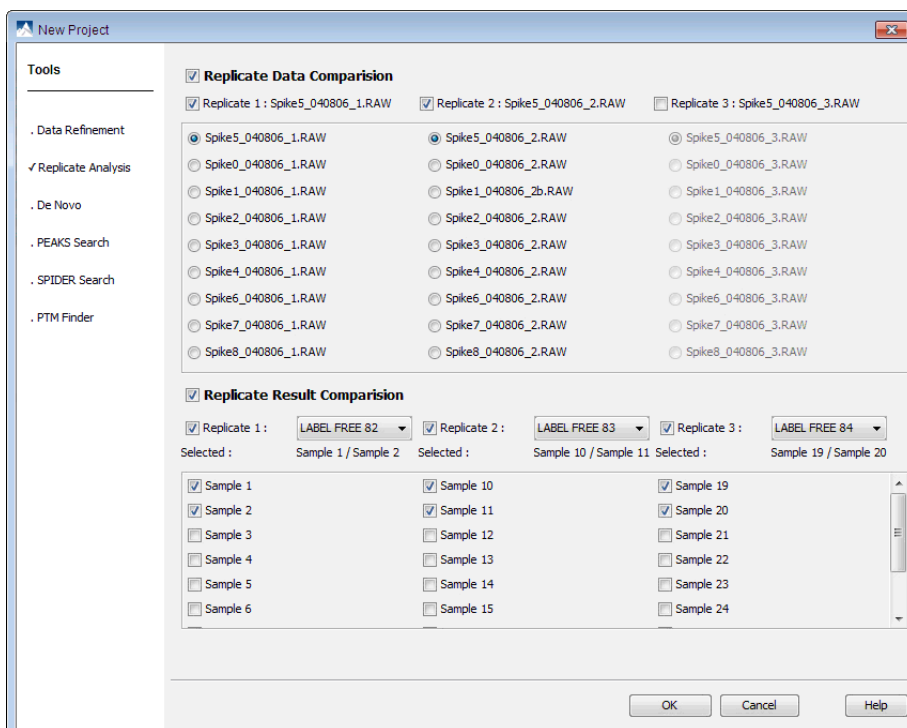 New Project
Tools
. Data Refinement
✓Replicate Analysis
. De Novo
. PEAKS Search
. SPIDER Search
. PTM Finder
Replicate Data Comparision
Replicate 1 : Spike5_040806_1.RAW Replicate 2 : Spike5_040806_2.RAW Replicate 3 : Spike5_040806_3.RAW
Spike5_040806_1.RAW Spike5_040806_2.RAW Spike5_040806_3.RAW
Spike0_040806_1.RAW Spike0_040806_2.RAW Spike0_040806_3.RAW
Spike1_040806_1.RAW Spike1_040806_2b.RAW Spike1_040806_3.RAW
Spike2_040806_1.RAW Spike2_040806_2.RAW Spike2_040806_3.RAW
Spike3_040806_1.RAW Spike3_040806_2.RAW Spike3_040806_3.RAW
Spike4_040806_1.RAW Spike4_040806_2.RAW Spike4_040806_3.RAW
Spike6_040806_1.RAW Spike6_040806_2.RAW Spike6_040806_3.RAW
Spike7_040806_1.RAW Spike7_040806_2.RAW Spike7_040806_3.RAW
Spike8_040806_1.RAW Spike8_040806_2.RAW Spike8_040806_3.RAW
Replicate Result Comparision
Replicate 1 : LABEL FREE 82 Replicate 2 : LABEL FREE 83 Replicate 3 : LABEL FREE 84
Selected : Sample 1 / Sample 2 Selected : Sample 10 / Sample 11 Selected : Sample 19 / Sample 20
Sample 1 Sample 10 Sample 19
Sample 2 Sample 11 Sample 20
Sample 3 Sample 12 Sample 21
Sample 4 Sample 13 Sample 22
Sample 5 Sample 14 Sample 23
Sample 6 Sample 15 Sample 24
OK Cancel Help